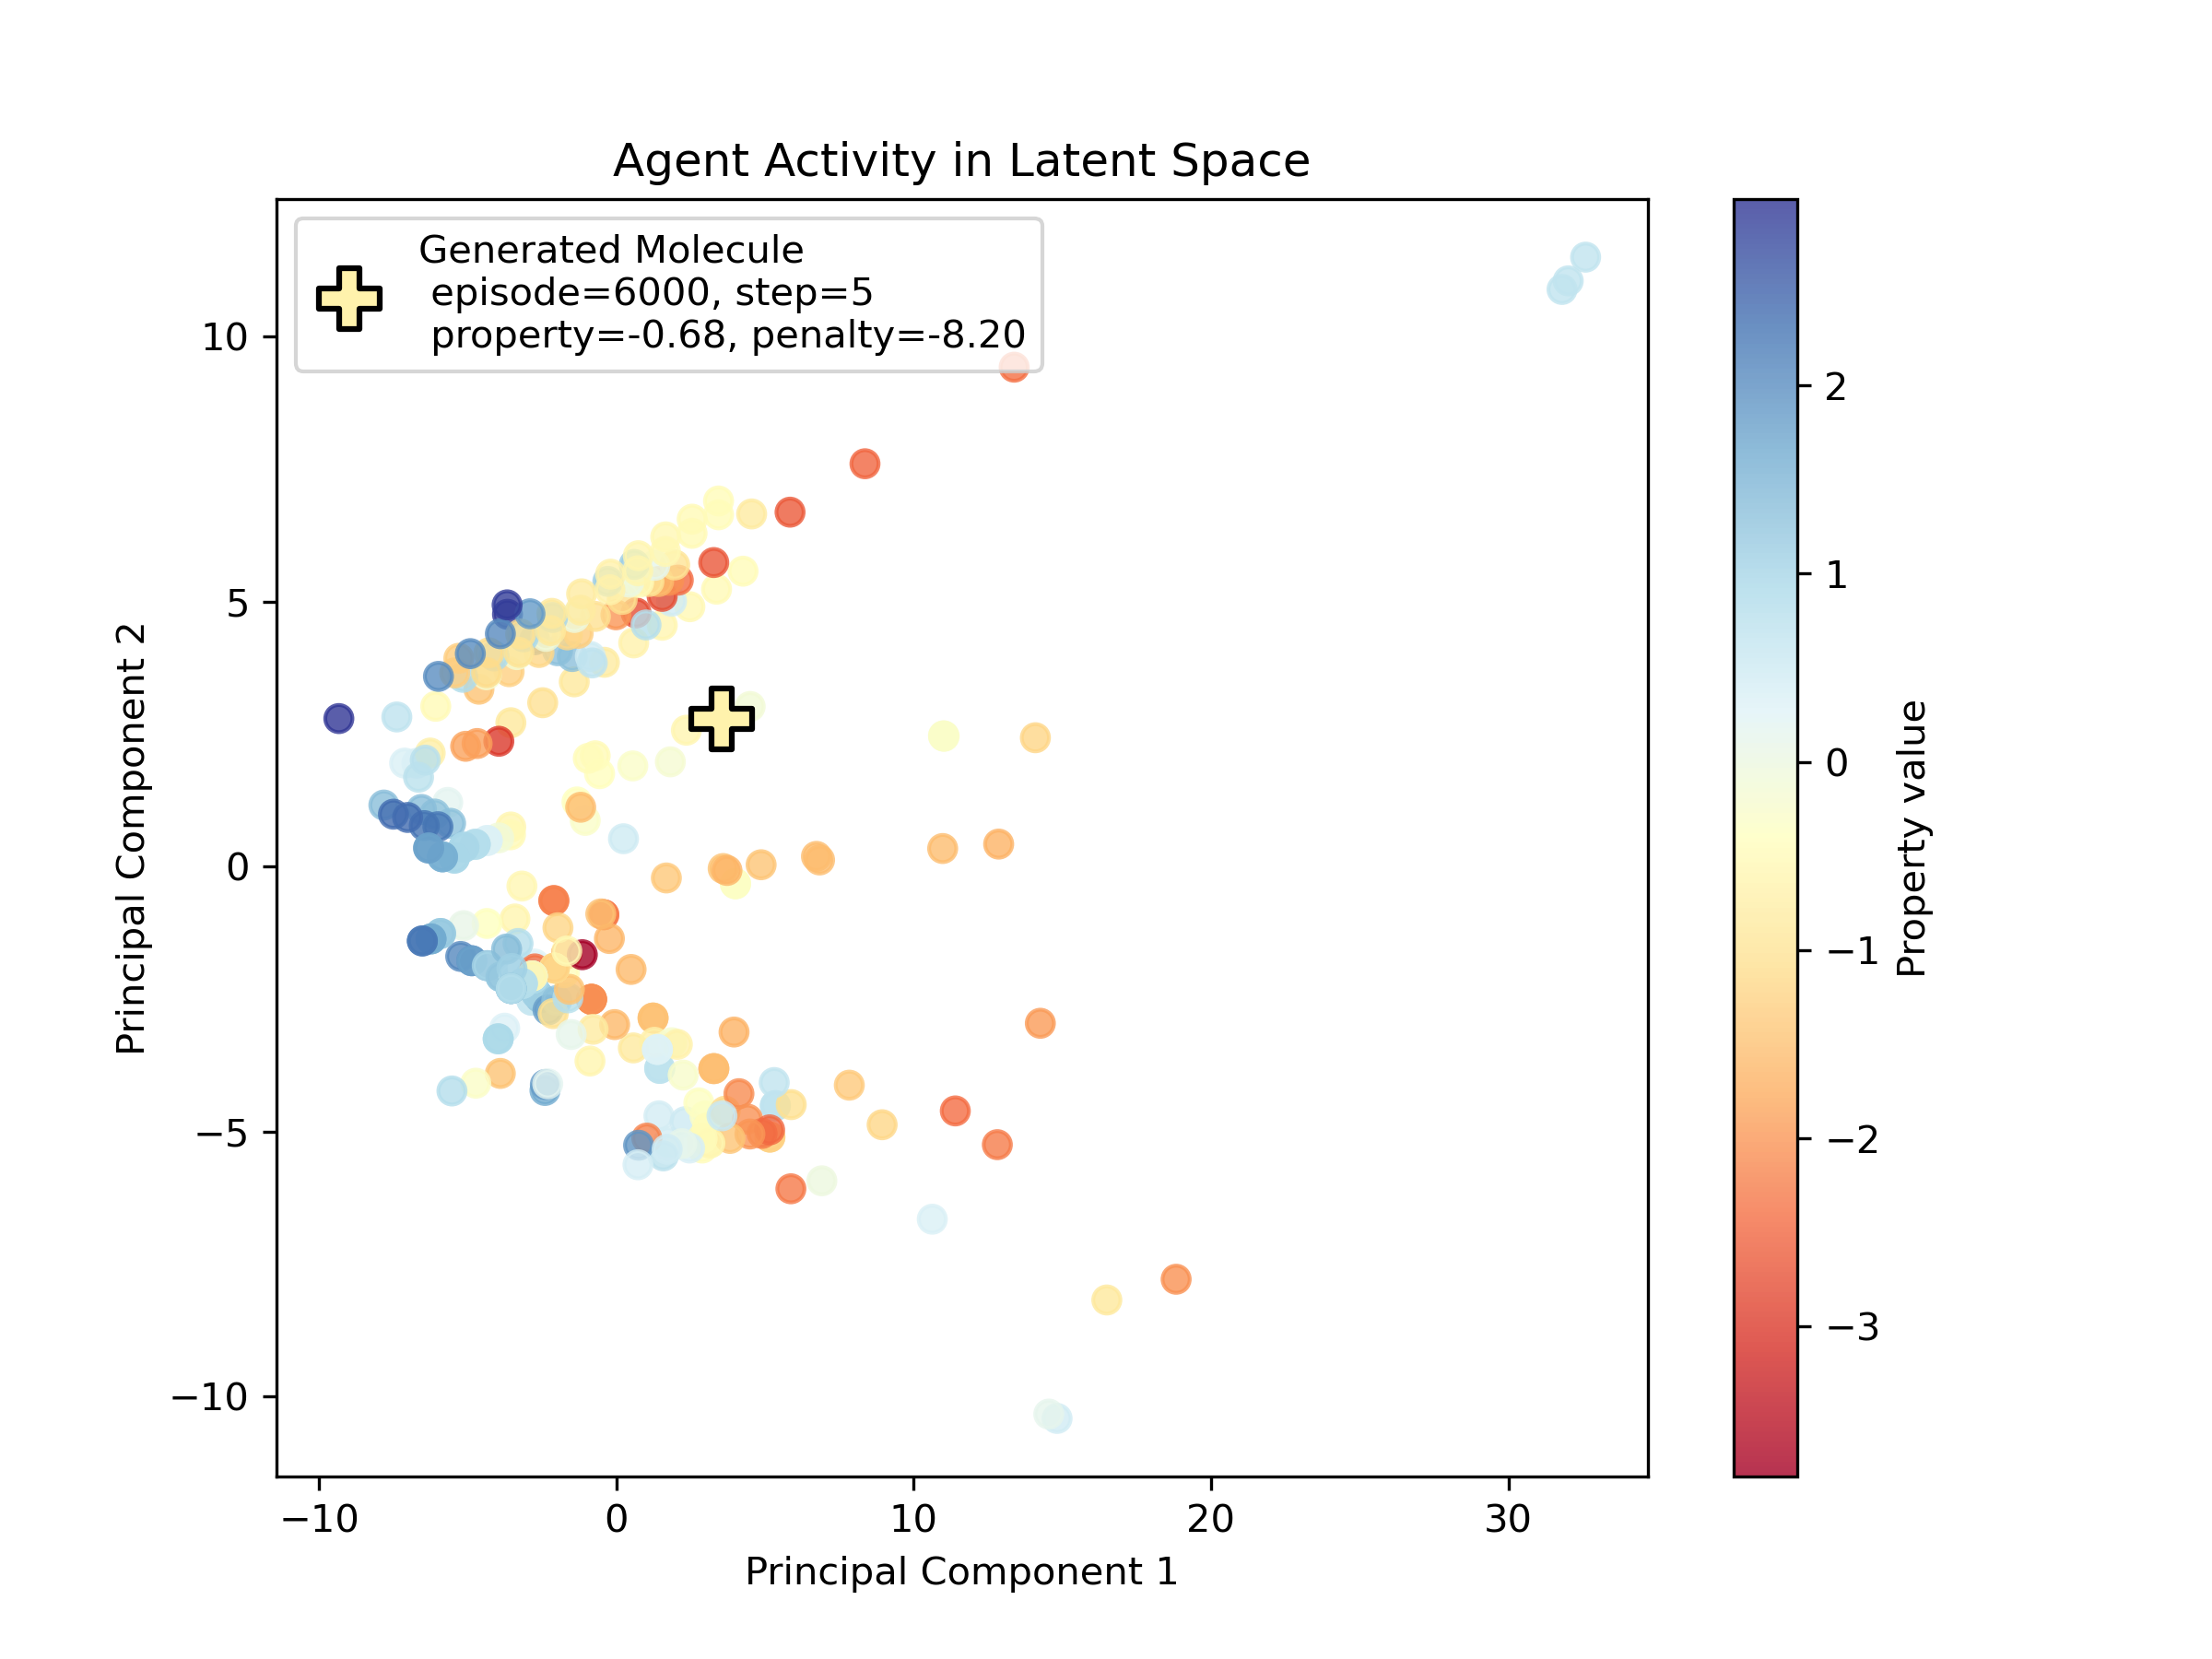 Agent Activity in Latent Space
Generated Molecule
episode=6000, step=5
property=-0.68, penalty=-8.20
10
5
0
−5
−10
Principal Component 2
−10
0
10
20
30
Principal Component 1
2
1
0
−1
−2
−3
Property value